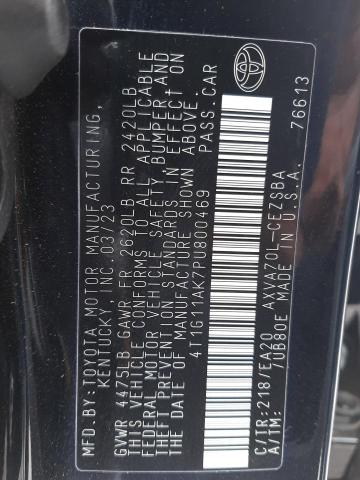 MFD.BY:TOYOTA MOTOR MANUFACTURING,
KENTUCKY, INC. 03/23
GVWR 4475LB GAWR FR 2620LB RR 2420LB
THIS VEHICLE CONFORMS TO ALL APPLICABLE
FEDERAL MOTOR VEHICLE SAFETY, BUMPER, AND
THEFT PREVENTION STANDARDS IN EFFECT ON
THE DATE OF MANUFACTURE SHOWN ABOVE.
4T1G11AK2PU800469 PASS.CAR
C/TR:218/EA20 AXVA70L-CEZSBA
A/TM: /UB80E MADE IN U.S.A. 76613